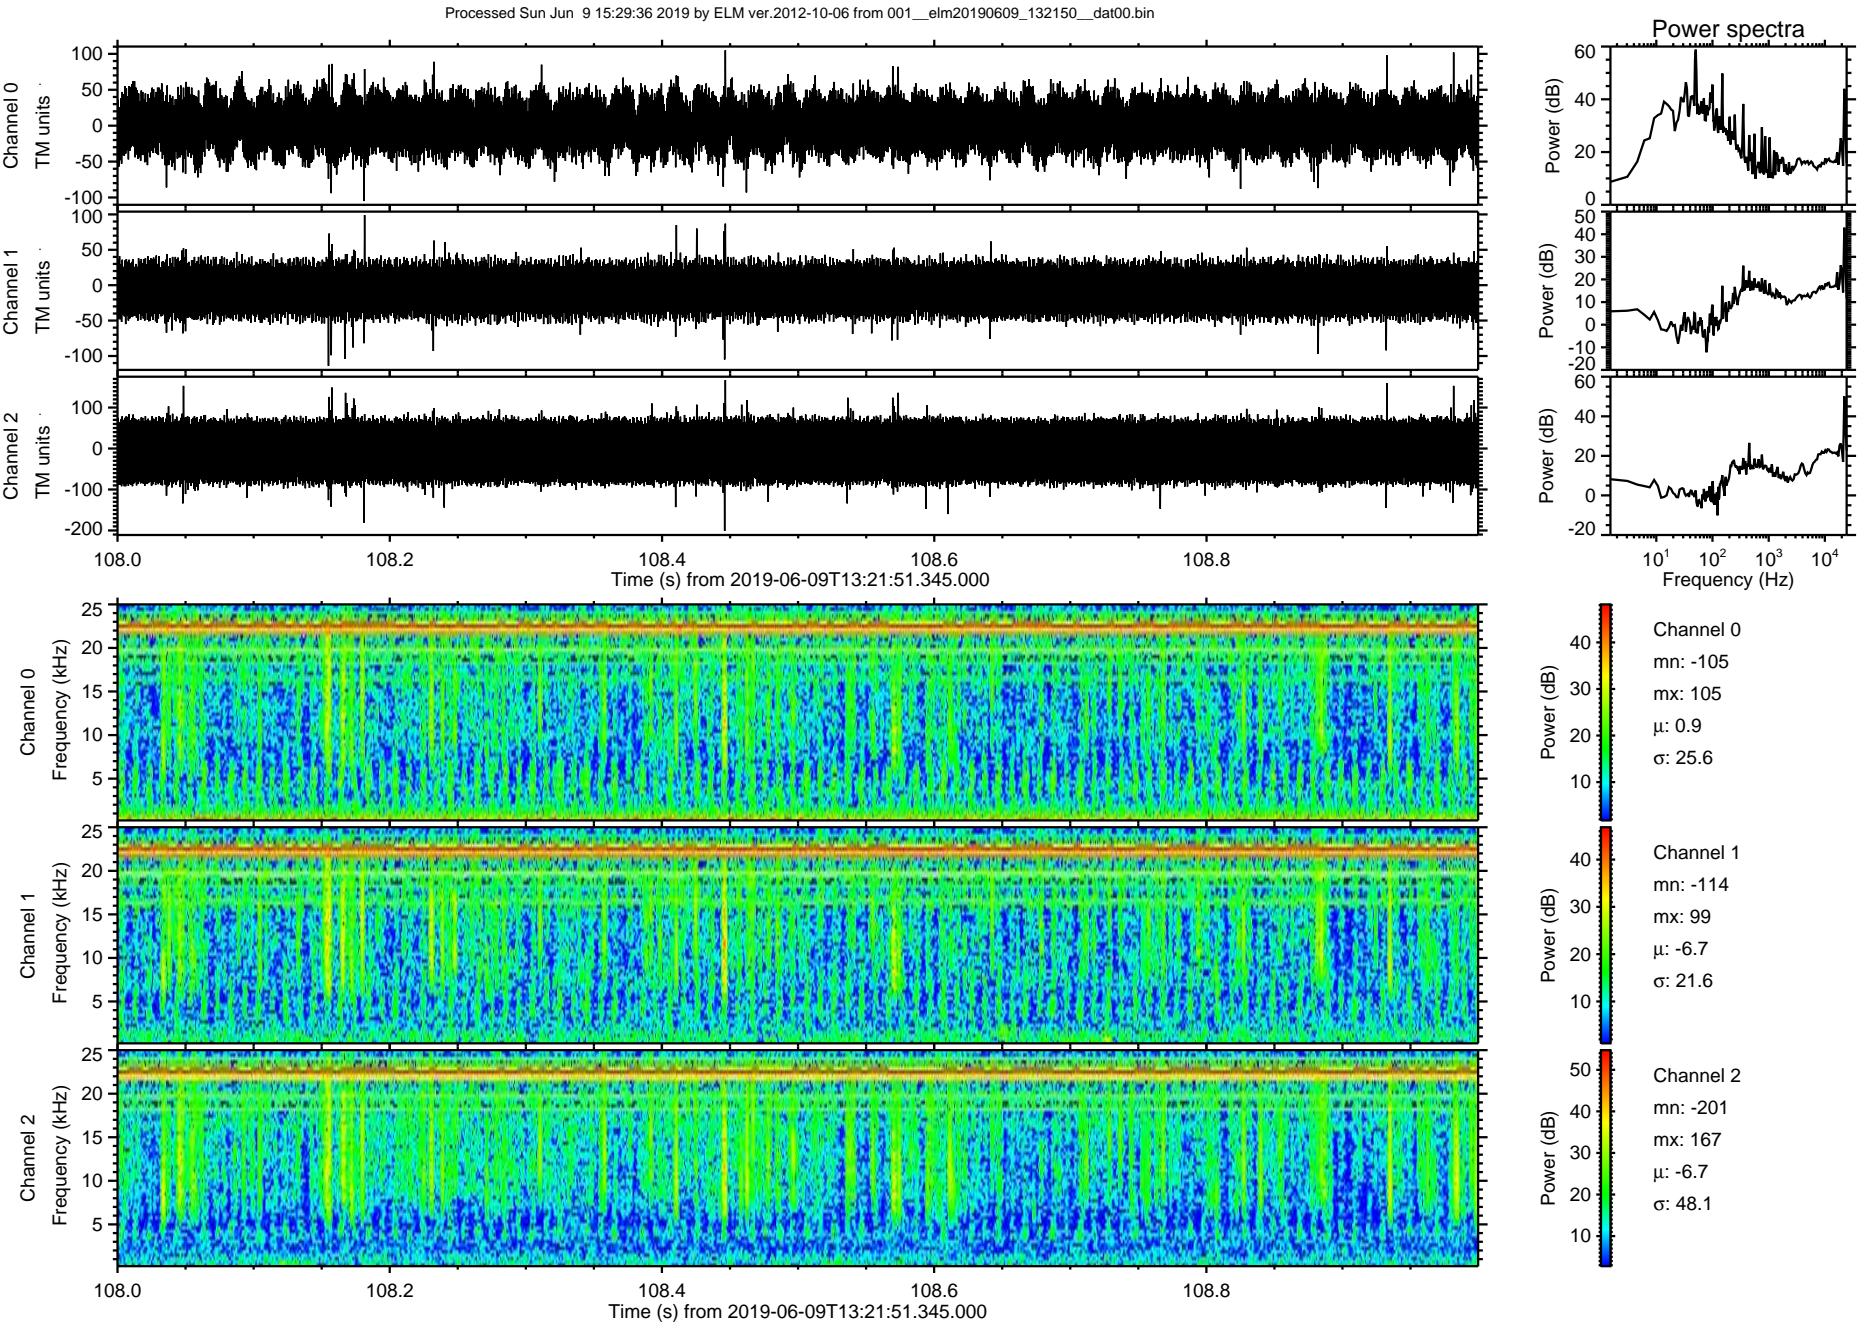 Processed Sun Jun  9 15:29:36 2019 by ELM ver.2012-10-06 from 001__elm20190609_132150__dat00.bin
Power spectra
Channel 0
TM units
100
50
0
-50
-100
Power (dB)
60
40
20
0
Channel 1
TM units
100
50
0
-50
-100
Power (dB)
50
40
30
20
10
0
-10
-20
Channel 2
TM units
100
0
-100
-200
Power (dB)
60
40
20
0
-20
108.0 108.2 108.4 108.6 108.8
Time (s) from 2019-06-09T13:21:51.345.000
10¹ 10² 10³ 10⁴
Frequency (Hz)
Channel 0
Frequency (kHz)
25
20
15
10
5
Power (dB)
40
30
20
10
Channel 0
mn: -105
mx: 105
µ: 0.9
σ: 25.6
Channel 1
Frequency (kHz)
25
20
15
10
5
Power (dB)
40
30
20
10
Channel 1
mn: -114
mx: 99
µ: -6.7
σ: 21.6
Channel 2
Frequency (kHz)
25
20
15
10
5
Power (dB)
50
40
30
20
10
Channel 2
mn: -201
mx: 167
µ: -6.7
σ: 48.1
108.0 108.2 108.4 108.6 108.8
Time (s) from 2019-06-09T13:21:51.345.000